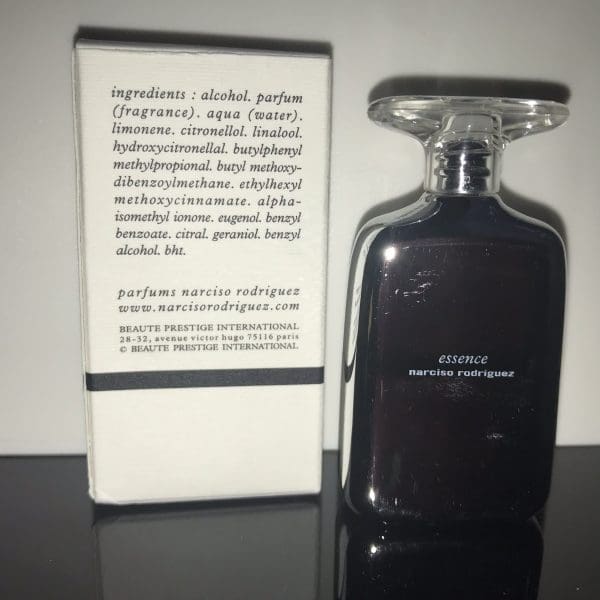 ingredients : alcohol. parfum
(fragrance). aqua (water).
limonene. citronellol. linalool.
hydroxycitronellal. butylphenyl
methylpropional. butyl methoxy-
dibenzoylmethane. ethylhexyl
methoxycinnamate. alpha-
isomethyl ionone. eugenol. benzyl
benzoate. citral. geraniol. benzyl
alcohol. bht.
parfums narciso rodriguez
www.narcisorodriguez.com
BEAUTE PRESTIGE INTERNATIONAL
28-32, avenue victor hugo 75116 paris
© BEAUTE PRESTIGE INTERNATIONAL
essence
narciso rodriguez